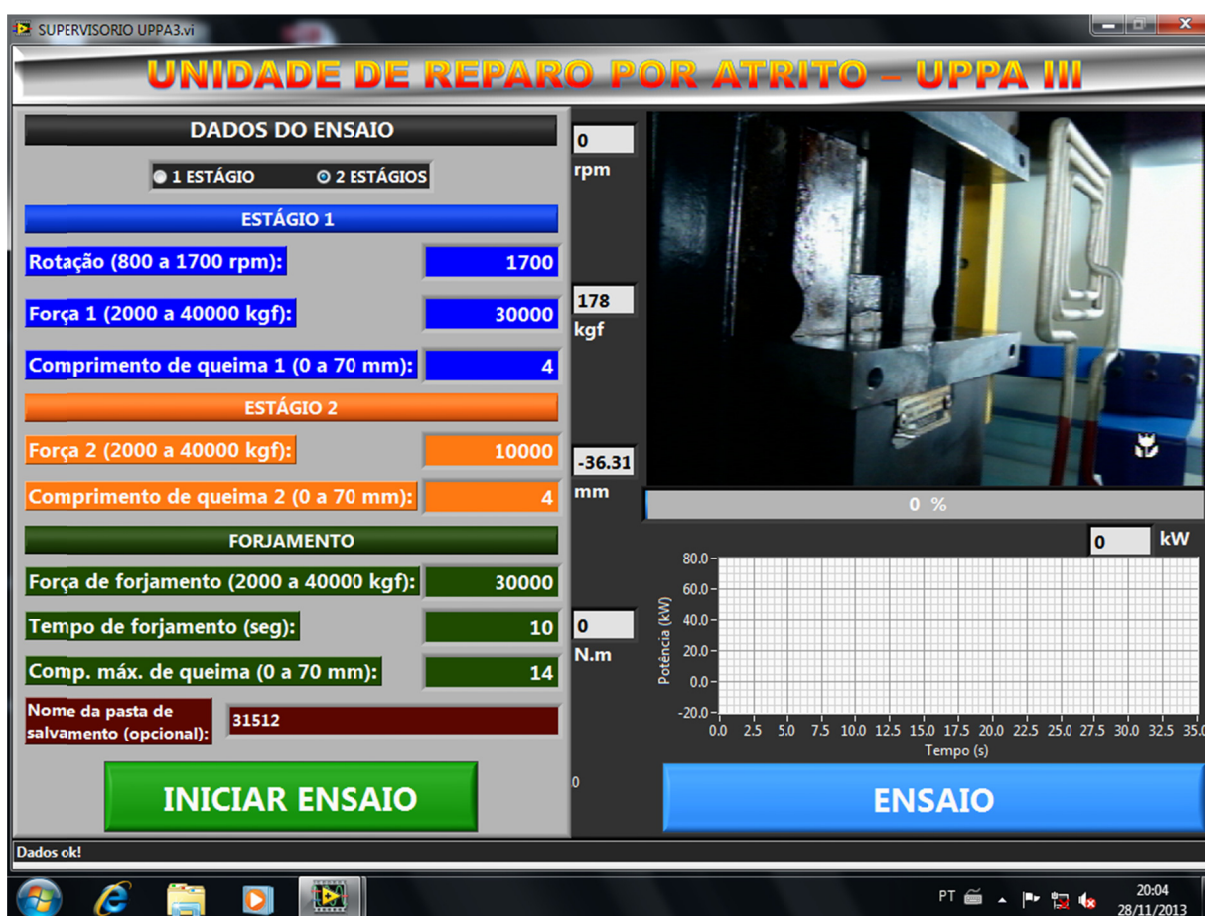 SUPERVISORIO UPPA3.vi
UNIDADE DE REPARO POR ATRITO – UPPA III
DADOS DO ENSAIO
1 ESTÁGIO 2 ESTÁGIOS
ESTÁGIO 1
Rotação (800 a 1700 rpm): 1700
Força 1 (2000 a 40000 kgf): 30000
Comprimento de queima 1 (0 a 70 mm): 4
ESTÁGIO 2
Força 2 (2000 a 40000 kgf): 10000
Comprimento de queima 2 (0 a 70 mm): 4
FORJAMENTO
Força de forjamento (2000 a 40000 kgf): 30000
Tempo de forjamento (seg): 10
Comp. máx. de queima (0 a 70 mm): 14
Nome da pasta de
salvamento (opcional): 31512
INICIAR ENSAIO
0
rpm
178
kgf
-36.31
mm
0
N.m
0
0 %
0 kW
80.0
60.0
40.0
20.0
0.0
-20.0
Potência (kW)
0.0 2.5 5.0 7.5 10.0 12.5 15.0 17.5 20.0 22.5 25.0 27.5 30.0 32.5 35.0
Tempo (s)
ENSAIO
Dados ok!
PT 20:04
28/11/2013